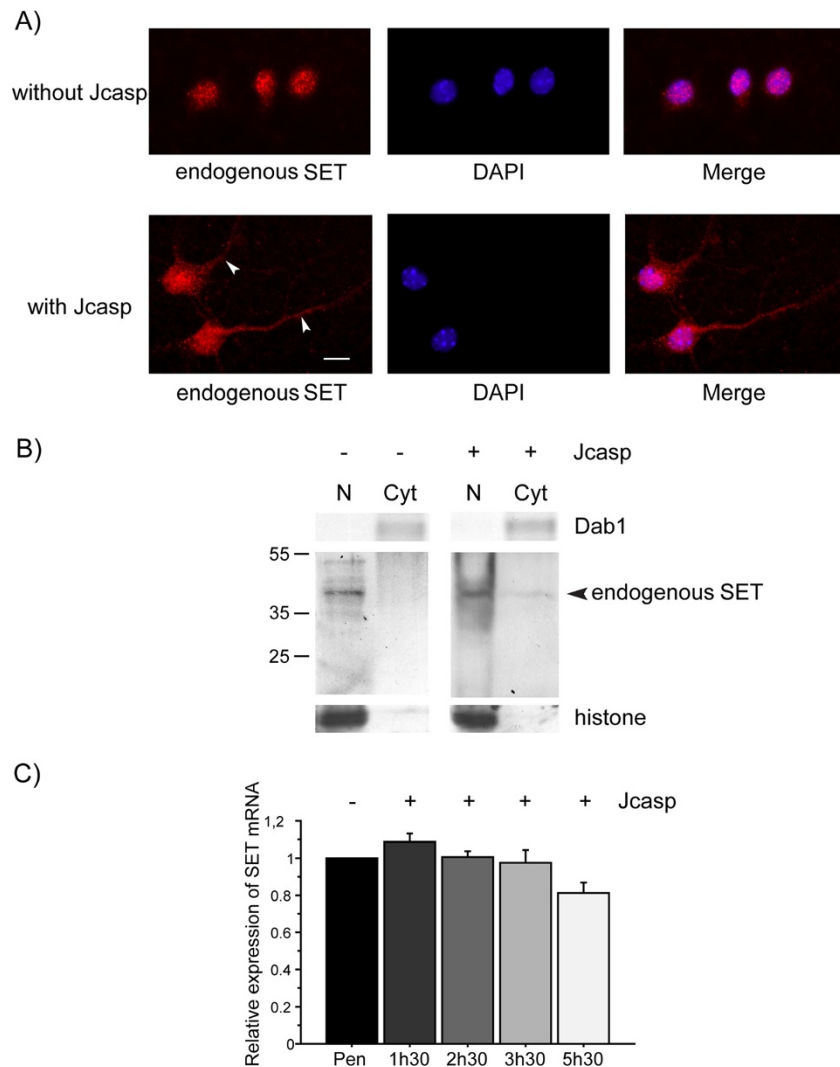 A)
without Jcasp
endogenous SET DAPI Merge
with Jcasp
endogenous SET DAPI Merge
B)
- - + + Jcasp
N Cyt N Cyt
Dab1
55
endogenous SET
35
25
histone
C)
- + + + + Jcasp
Relative expression of SET mRNA
1,2
1
0.8
0.6
0.4
0.2
0
Pen 1h30 2h30 3h30 5h30